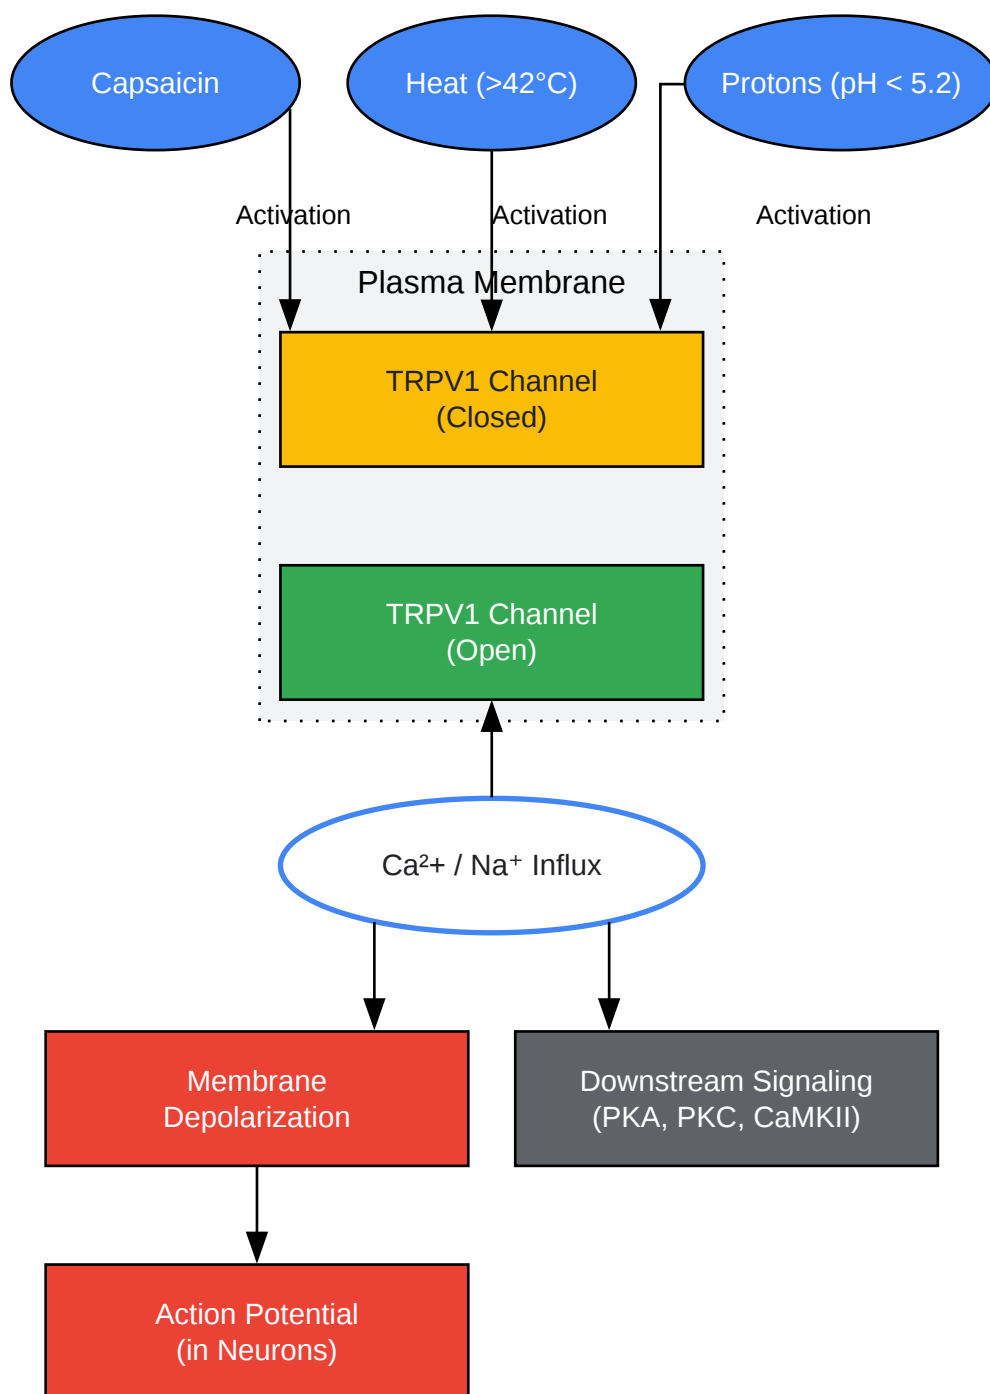 Capsaicin
Heat (>42°C)
Protons (pH < 5.2)
Activation
Activation
Activation
Plasma Membrane
TRPV1 Channel
(Closed)
TRPV1 Channel
(Open)
Ca²+ / Na⁺ Influx
Membrane
Depolarization
Downstream Signaling
(PKA, PKC, CaMKII)
Action Potential
(in Neurons)